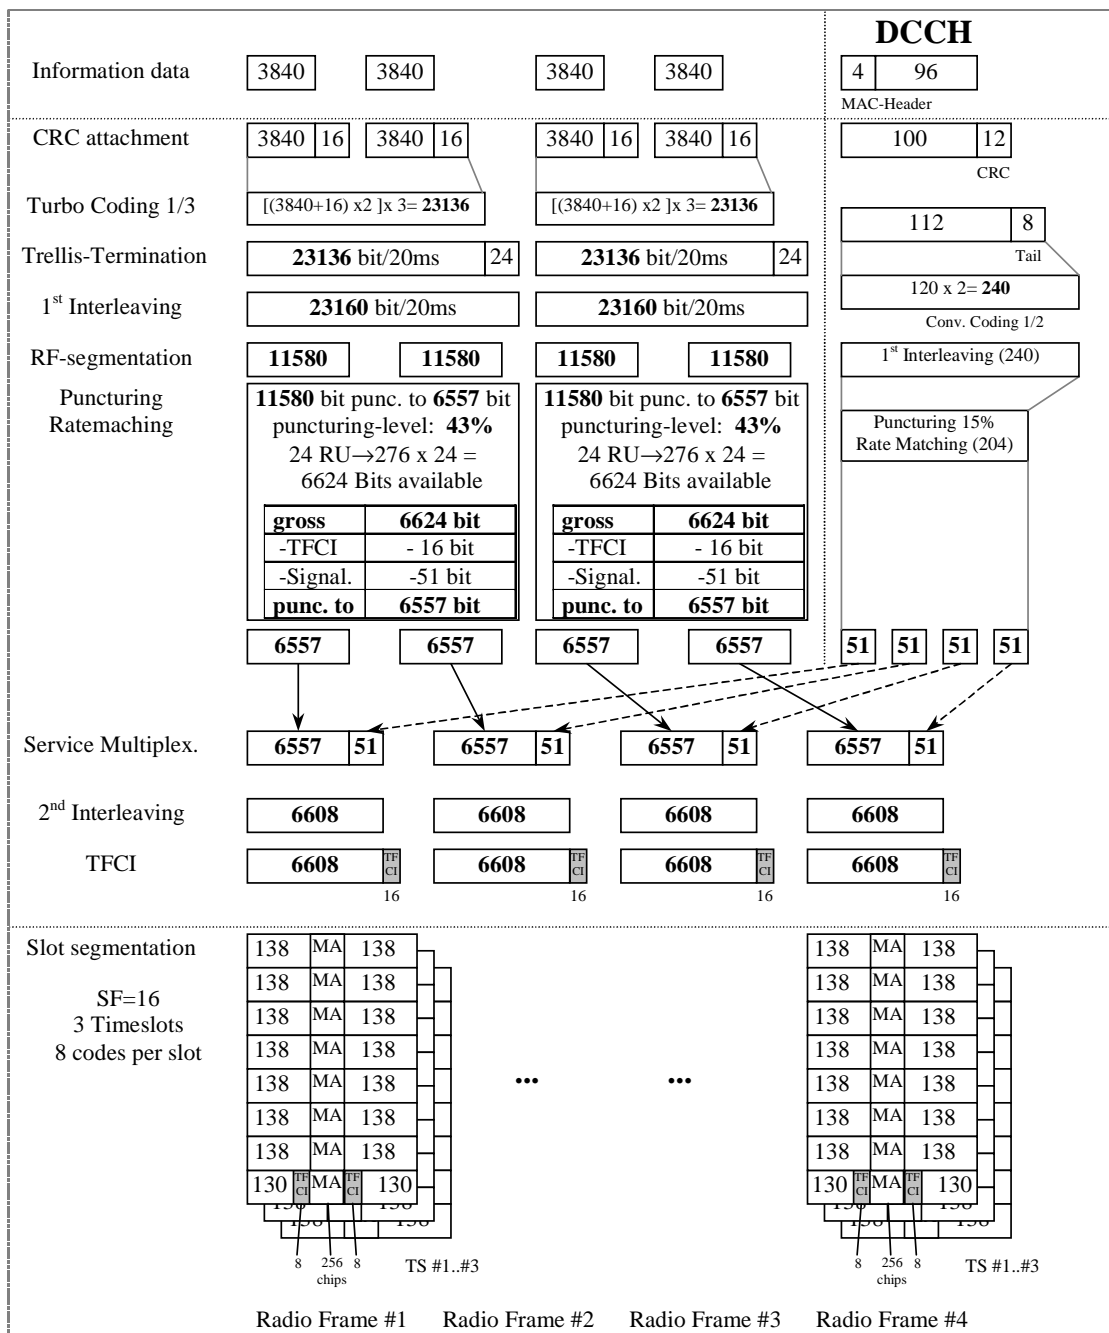 DCCH
Information data 3840 3840 3840 3840 4 96
MAC-Header
CRC attachment 3840 16 3840 16 3840 16 3840 16 100 12
CRC
Turbo Coding 1/3 [(3840+16) x2 ]x 3= 23136 [(3840+16) x2 ]x 3= 23136
112 8
Tail
Trellis-Termination 23136 bit/20ms 24 23136 bit/20ms 24
120 x 2= 240
Conv. Coding 1/2
1st Interleaving 23160 bit/20ms 23160 bit/20ms
RF-segmentation 11580 11580 11580 11580 1st Interleaving (240)
Puncturing
Ratemaching
11580 bit punc. to 6557 bit
puncturing-level: 43%
24 RU→276 x 24 =
6624 Bits available
gross 6624 bit
-TFCI - 16 bit
-Signal. -51 bit
punc. to 6557 bit
11580 bit punc. to 6557 bit
puncturing-level: 43%
24 RU→276 x 24 =
6624 Bits available
gross 6624 bit
-TFCI - 16 bit
-Signal. -51 bit
punc. to 6557 bit
Puncturing 15%
Rate Matching (204)
6557 6557 6557 6557 51 51 51 51
Service Multiplex. 6557 51 6557 51 6557 51 6557 51
2nd Interleaving 6608 6608 6608 6608
TFCI 6608 TF CI 6608 TF CI 6608 TF CI 6608 TF CI
16 16 16 16
Slot segmentation
SF=16
3 Timeslots
8 codes per slot
138 MA 138 138 MA 138
138 MA 138 138 MA 138
138 MA 138 138 MA 138
138 MA 138 ... ... 138 MA 138
138 MA 138 138 MA 138
138 MA 138 138 MA 138
138 MA 138 138 MA 138
130 TF CI MA TF CI 130 130 TF CI MA TF CI 130
138 138 138 138
138 138 138 138
8 256 chips 8 TS #1..#3 8 256 chips 8 TS #1..#3
Radio Frame #1 Radio Frame #2 Radio Frame #3 Radio Frame #4